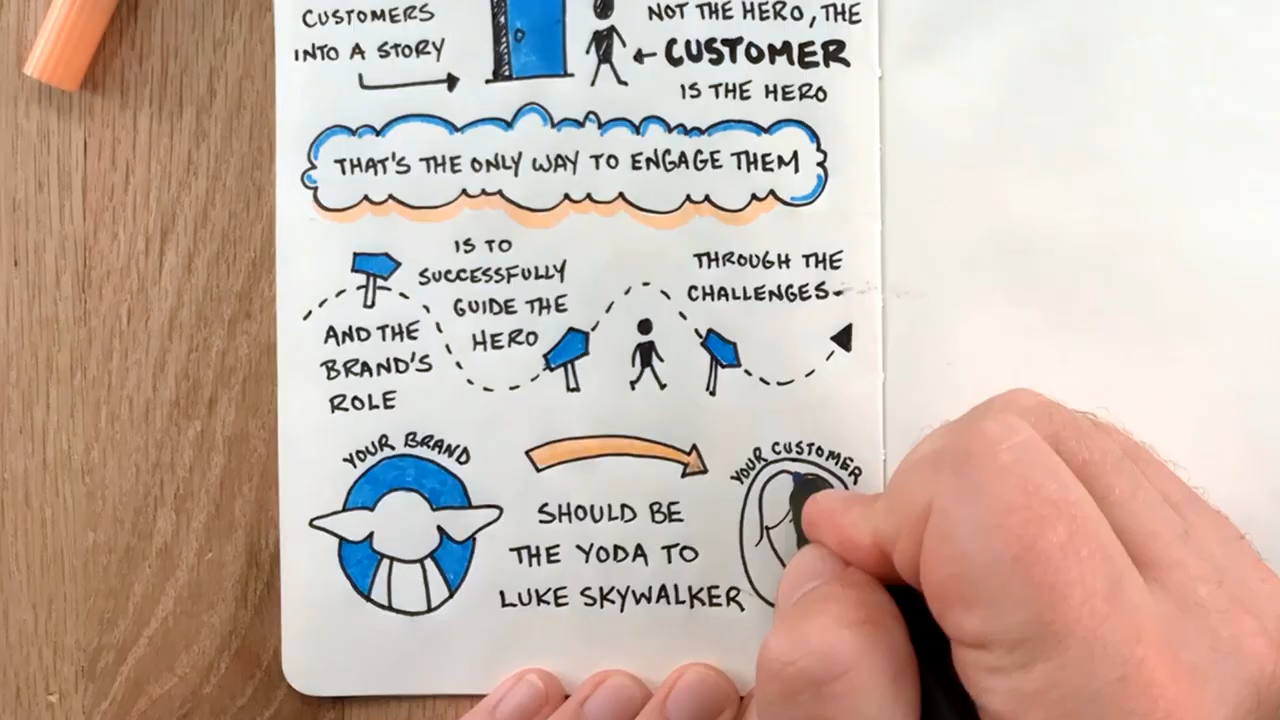 CUSTOMERS
INTO A STORY
NOT THE HERO, THE
CUSTOMER
IS THE HERO
THAT'S THE ONLY WAY TO ENGAGE THEM
AND THE
BRAND'S
ROLE
IS TO
SUCCESSFULLY
GUIDE THE
HERO
THROUGH THE
CHALLENGES-
YOUR BRAND
SHOULD BE
THE YODA TO
LUKE SKYWALKER
YOUR CUSTOMER